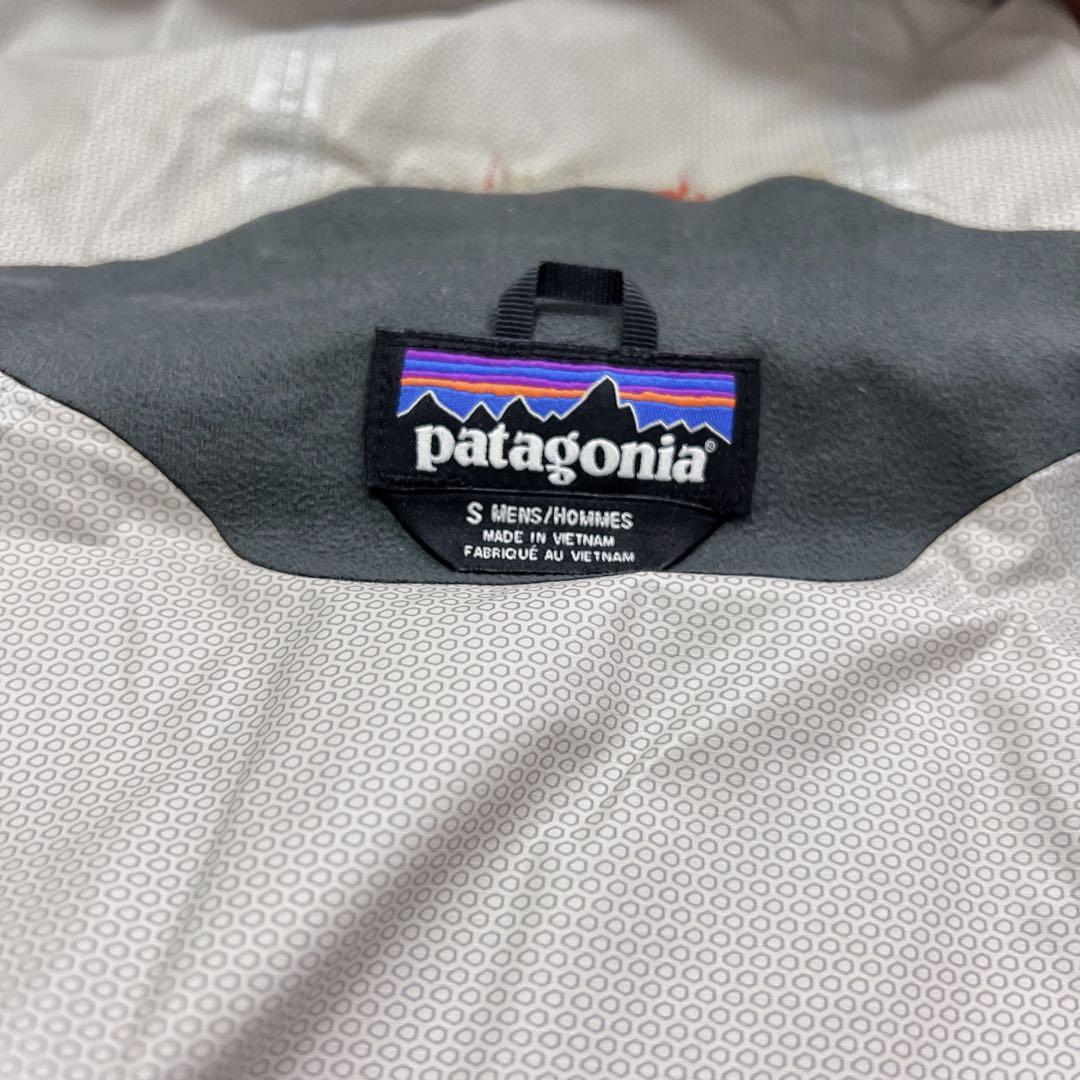 patagonia®
S MENS/HOMMES
MADE IN VIETNAM
FABRIQUÉ AU VIETNAM